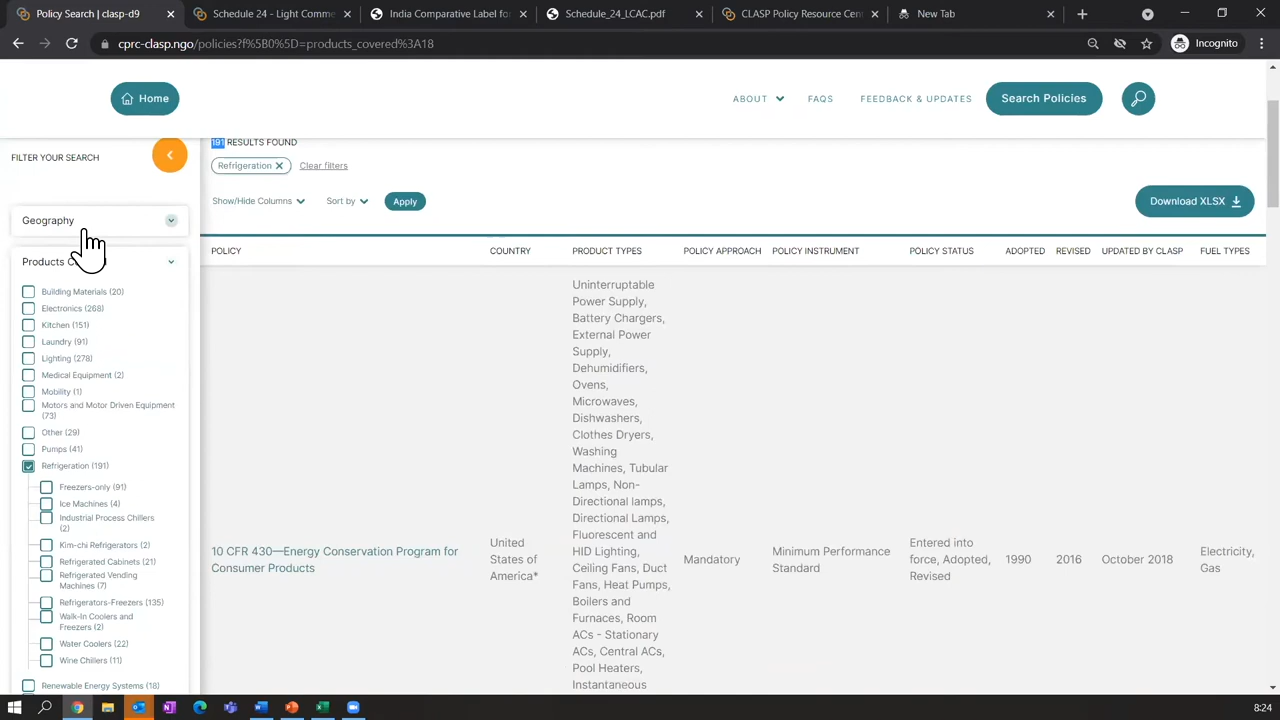 CPRC - Policy Search | clasp-d9
Schedule 24 - Light Comme
India Comparative Label for
Schedule_24_LCAC.pdf
CLASP Policy Resource Cen
New Tab
cprc-clasp.ngo/policies?f%5B0%5D=products_covered%3A18
Incognito
Home
ABOUT
FAQS
FEEDBACK & UPDATES
Search Policies
FILTER YOUR SEARCH
Geography
Products C
Building Materials (20)
Electronics (268)
Kitchen (151)
Laundry (91)
Lighting (278)
Medical Equipment (2)
Mobility (1)
Motors and Motor Driven Equipment
(73)
Other (29)
Pumps (41)
Refrigeration (191)
Freezers-only (91)
Ice Machines (4)
Industrial Process Chillers
(2)
Kim-chi Refrigerators (2)
Refrigerated Cabinets (21)
Refrigerated Vending
Machines (7)
Refrigerators-Freezers (135)
Walk-In Coolers and
Freezers (2)
Water Coolers (22)
Wine Chillers (11)
Renewable Energy Systems (18)
191 RESULTS FOUND
Refrigeration
Clear filters
Show/Hide Columns
Sort by
Apply
Download XLSX
POLICY
COUNTRY
PRODUCT TYPES
POLICY APPROACH
POLICY INSTRUMENT
POLICY STATUS
ADOPTED
REVISED
UPDATED BY CLASP
FUEL TYPES
10 CFR 430—Energy Conservation Program for
Consumer Products
United
States of
America*
Uninterruptable
Power Supply,
Battery Chargers,
External Power
Supply,
Dehumidifiers,
Ovens,
Microwaves,
Dishwashers,
Clothes Dryers,
Washing
Machines, Tubular
Lamps, Non-
Directional lamps,
Directional Lamps,
Fluorescent and
HID Lighting,
Ceiling Fans, Duct
Fans, Heat Pumps,
Boilers and
Furnaces, Room
ACs - Stationary
ACs, Central ACs,
Pool Heaters,
Instantaneous
Mandatory
Minimum Performance
Standard
Entered into
force, Adopted,
Revised
1990
2016
October 2018
Electricity,
Gas
8:24